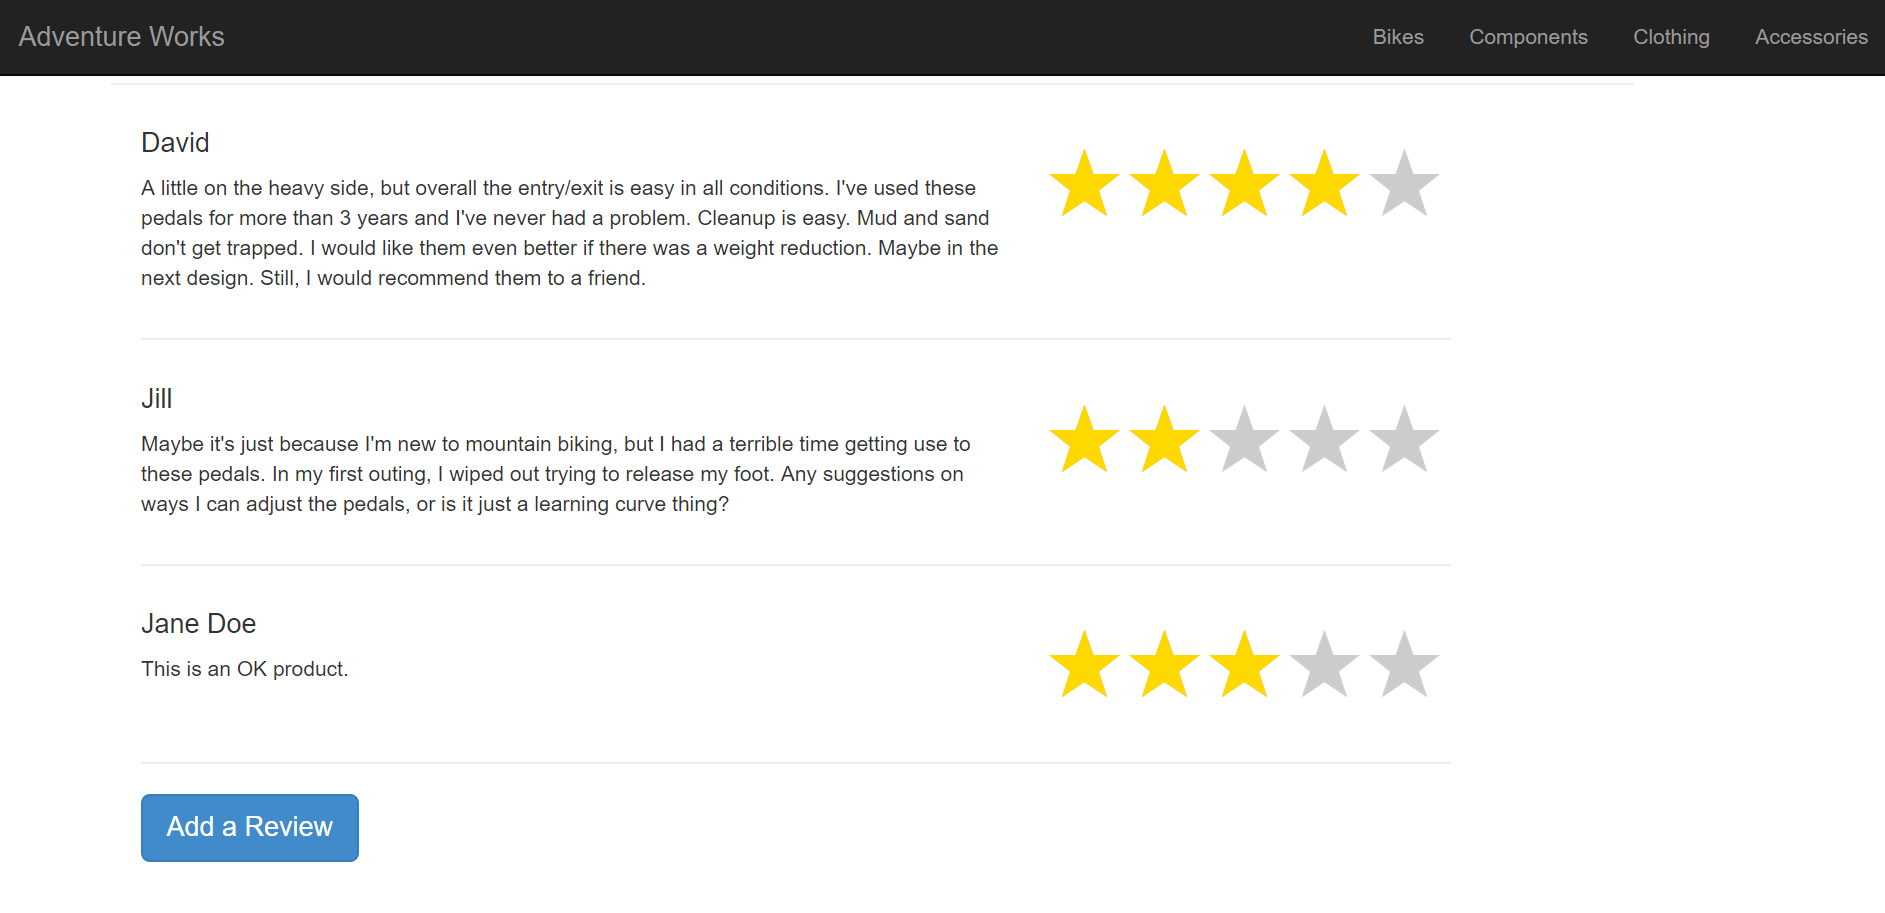 Adventure Works
Bikes
Components
Clothing
Accessories
David
A little on the heavy side, but overall the entry/exit is easy in all conditions. I've used these
pedals for more than 3 years and I've never had a problem. Cleanup is easy. Mud and sand
don't get trapped. I would like them even better if there was a weight reduction. Maybe in the
next design. Still, I would recommend them to a friend.
Jill
Maybe it's just because I'm new to mountain biking, but I had a terrible time getting use to
these pedals. In my first outing, I wiped out trying to release my foot. Any suggestions on
ways I can adjust the pedals, or is it just a learning curve thing?
Jane Doe
This is an OK product.
Add a Review